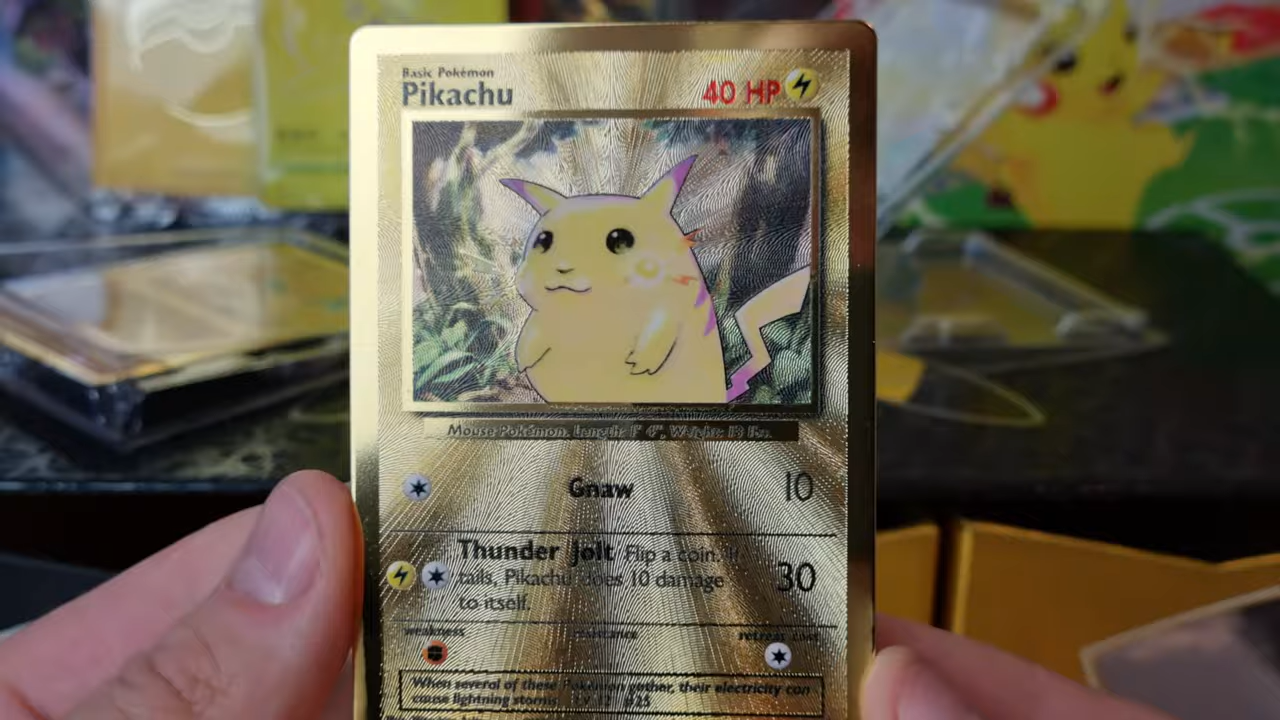 Basic Pokémon
Pikachu
40 HP
Mouse Pokémon. Length: 1' 4", Weight: 13 lbs.
Gnaw 10
Thunder Jolt Flip a coin. If
tails, Pikachu does 10 damage
to itself.
30
weakness resistance retreat cost
When several of these Pokémon gather, their electricity can
cause lightning storms. #25